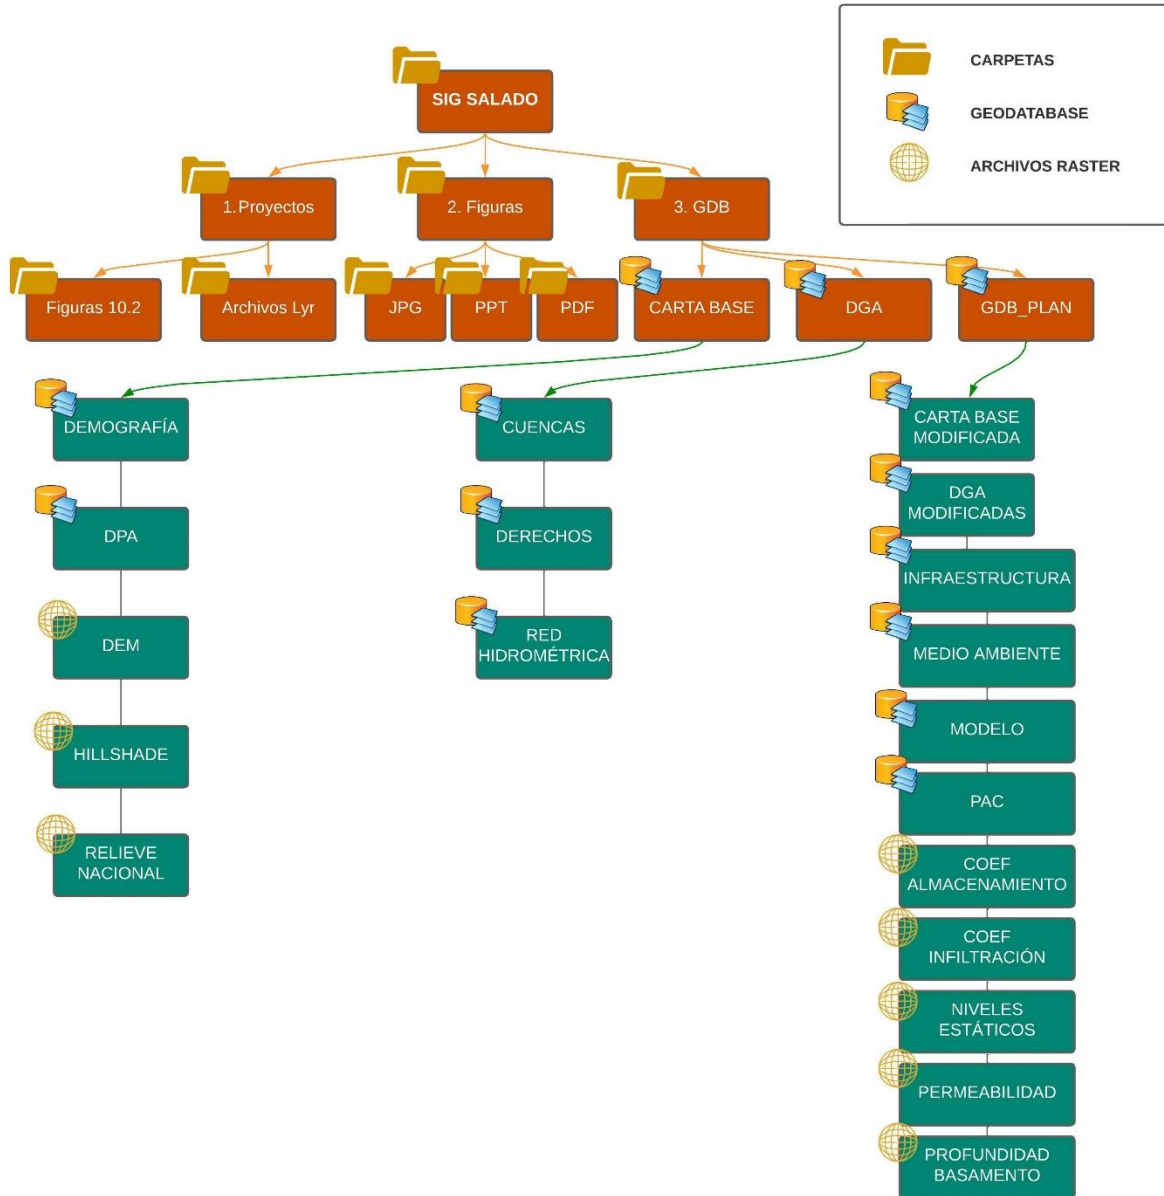 CARPETAS
GEODATABASE
ARCHIVOS RASTER
SIG SALADO
1.Proyectos
2. Figuras
3. GDB
Figuras 10.2
Archivos Lyr
JPG
PPT
PDF
CARTA BASE
DGA
GDB_PLAN
DEMOGRAFÍA
DPA
DEM
HILLSHADE
RELIEVE
NACIONAL
CUENCAS
DERECHOS
RED
HIDROMÉTRICA
CARTA BASE
MODIFICADA
DGA
MODIFICADAS
INFRAESTRUCTURA
MEDIO AMBIENTE
MODELO
PAC
COEF
ALMACENAMIENTO
COEF
INFILTRACIÓN
NIVELES
ESTÁTICOS
PERMEABILIDAD
PROFUNDIDAD
BASAMENTO